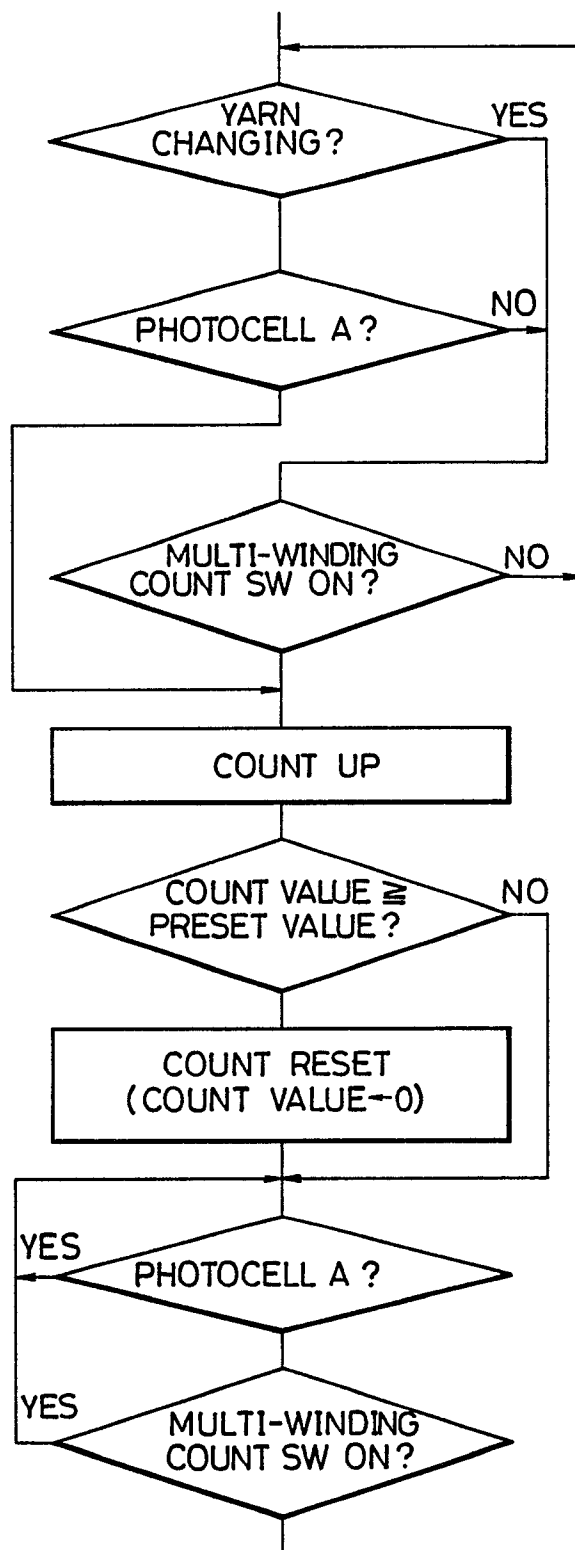 YARN
CHANGING?
YES
PHOTOCELL A?
NO
MULTI-WINDING
COUNT SW ON?
NO
COUNT UP
COUNT VALUE ≧
PRESET VALUE?
NO
COUNT RESET
(COUNT VALUE←0)
YES
PHOTOCELL A?
YES
MULTI-WINDING
COUNT SW ON?